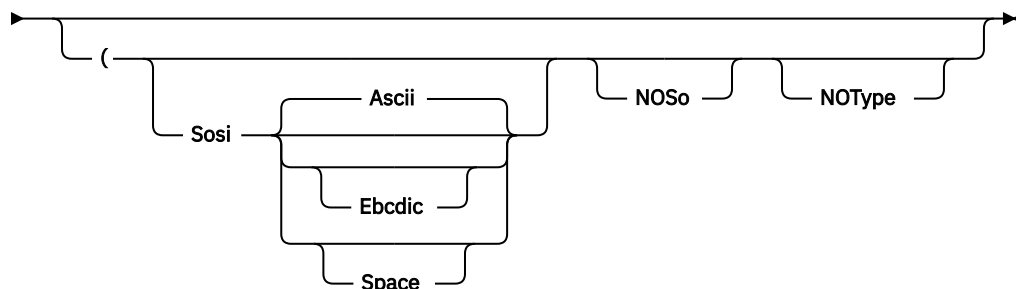 (
Ascii
NOSo
NOType
Sosi
Ebcdic
Space